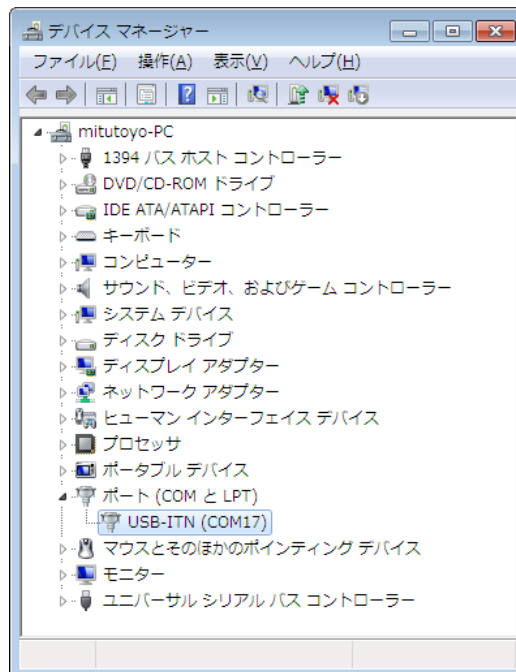 デバイス マネージャー
ファイル(F) 操作(A) 表示(V) ヘルプ(H)
mitutoyo-PC
1394 バス ホスト コントローラー
DVD/CD-ROM ドライブ
IDE ATA/ATAPI コントローラー
キーボード
コンピューター
サウンド、ビデオ、およびゲーム コントローラー
システム デバイス
ディスク ドライブ
ディスプレイ アダプター
ネットワーク アダプター
ヒューマン インターフェイス デバイス
プロセッサ
ポータブル デバイス
ポート (COM と LPT)
USB-ITN (COM17)
マウスとそのほかのポインティング デバイス
モニター
ユニバーサル シリアル バス コントローラー